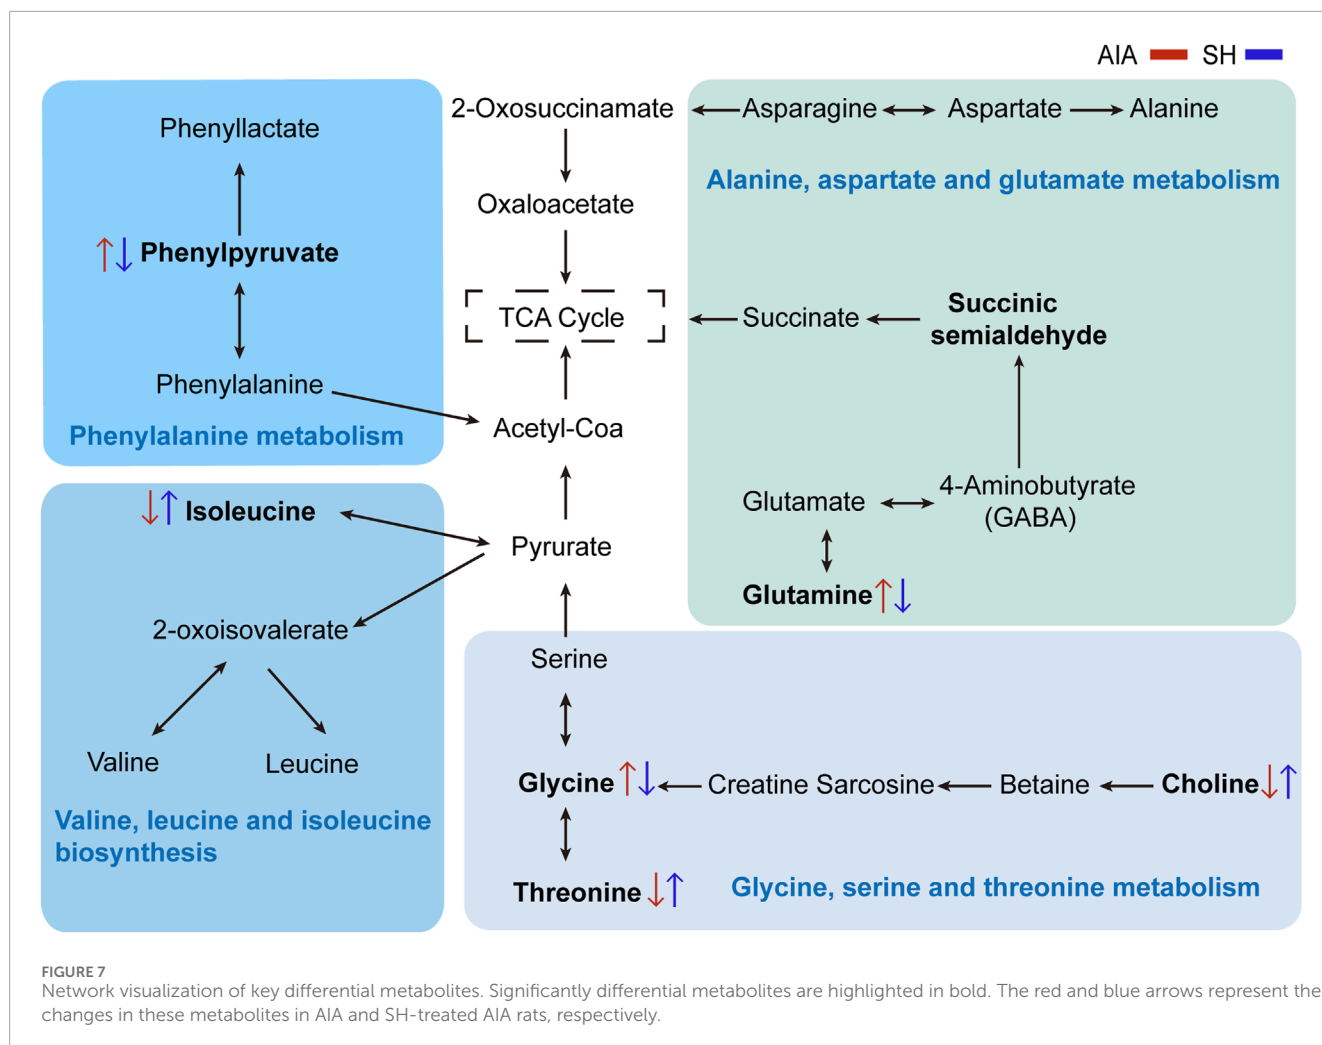 AIA SH
Phenyllactate
Phenylpyruvate
Phenylalanine
Phenylalanine metabolism
2-Oxosuccinamate
Oxaloacetate
TCA Cycle
Acetyl-Coa
Pyrurate
Asparagine Aspartate Alanine
Alanine, aspartate and glutamate metabolism
Succinate
Succinic
semialdehyde
Glutamate
4-Aminobutyrate
(GABA)
Glutamine
Isoleucine
2-oxoisovalerate
Valine Leucine
Valine, leucine and isoleucine
biosynthesis
Serine
Glycine Creatine Sarcosine Betaine Choline
Threonine
Glycine, serine and threonine metabolism
FIGURE 7
Network visualization of key differential metabolites. Significantly differential metabolites are highlighted in bold. The red and blue arrows represent the
changes in these metabolites in AIA and SH-treated AIA rats, respectively.